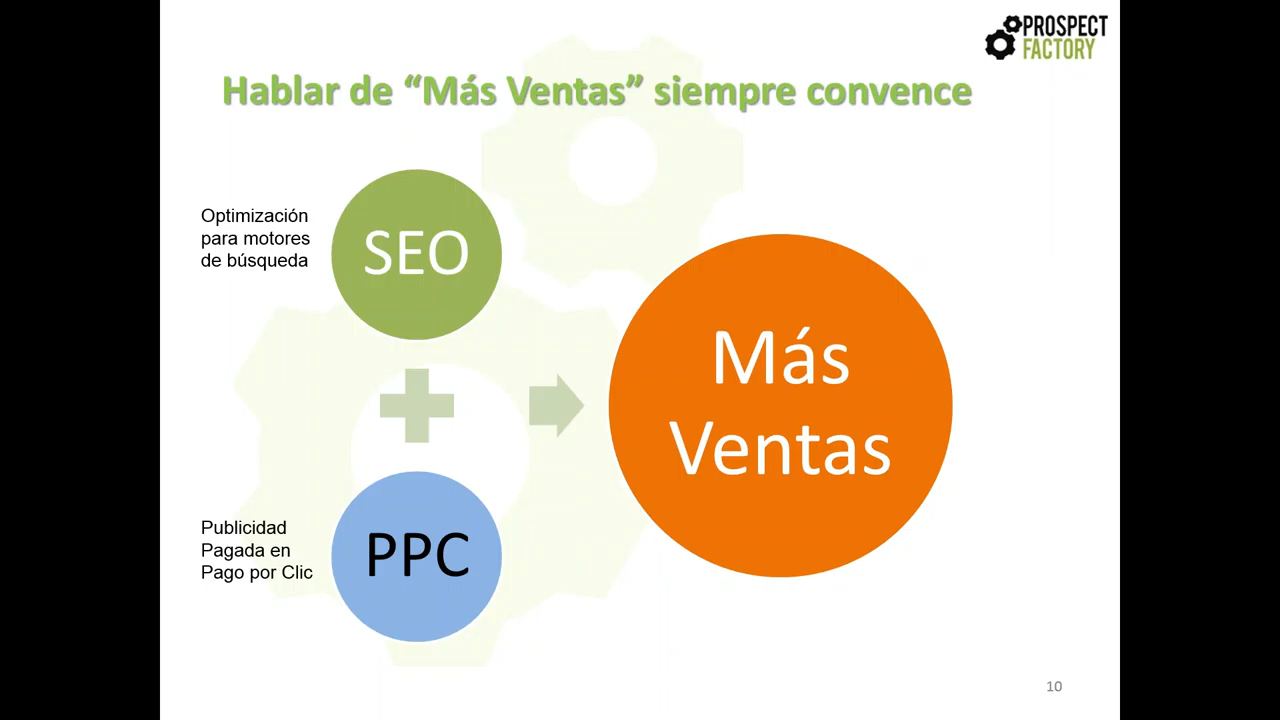 PROSPECT
FACTORY
Hablar de “Más Ventas” siempre convence
Optimización
para motores
de búsqueda
SEO
Más
Ventas
Publicidad
Pagada en
Pago por Clic
PPC
10